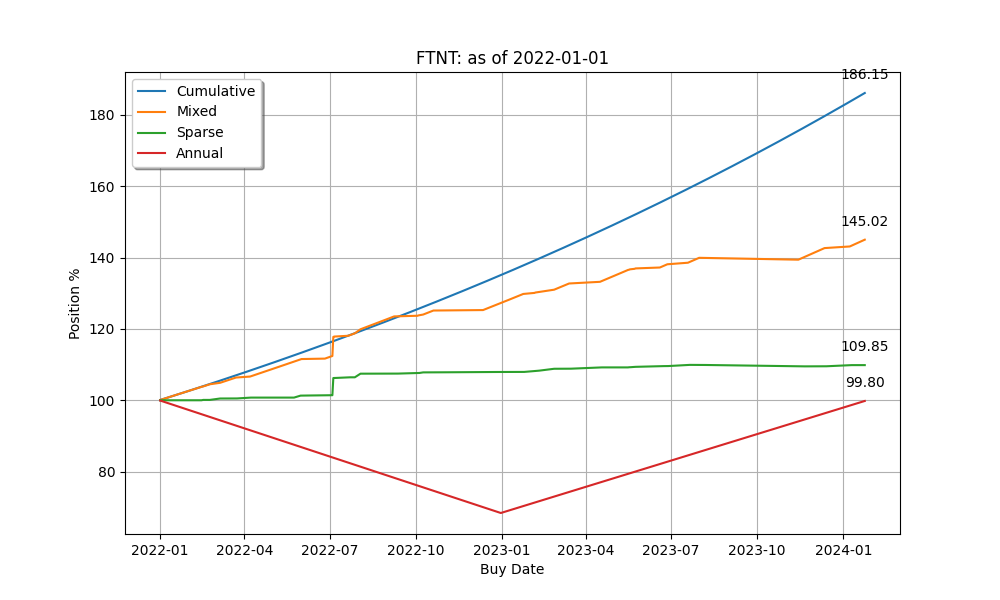 FTNT: as of 2022-01-01
186.15
Cumulative
Mixed
Sparse
Annual
180
160
145.02
140
120
109.85
99.80
100
80
Position %
2022-01 2022-04 2022-07 2022-10 2023-01 2023-04 2023-07 2023-10 2024-01
Buy Date